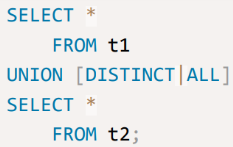 SELECT *
    FROM t1
UNION [DISTINCT|ALL]
SELECT *
    FROM t2;